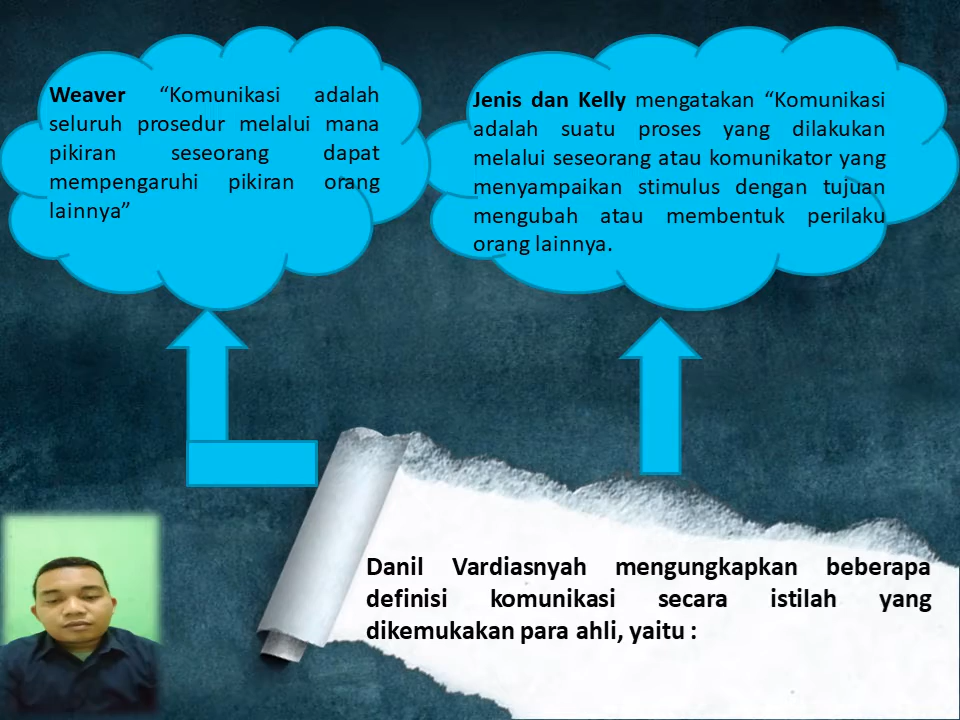 Weaver “Komunikasi adalah
seluruh prosedur melalui mana
pikiran seseorang dapat
mempengaruhi pikiran orang
lainnya”
Jenis dan Kelly mengatakan “Komunikasi
adalah suatu proses yang dilakukan
melalui seseorang atau komunikator yang
menyampaikan stimulus dengan tujuan
mengubah atau membentuk perilaku
orang lainnya.
Danil Vardiasnyah mengungkapkan beberapa
definisi komunikasi secara istilah yang
dikemukakan para ahli, yaitu :